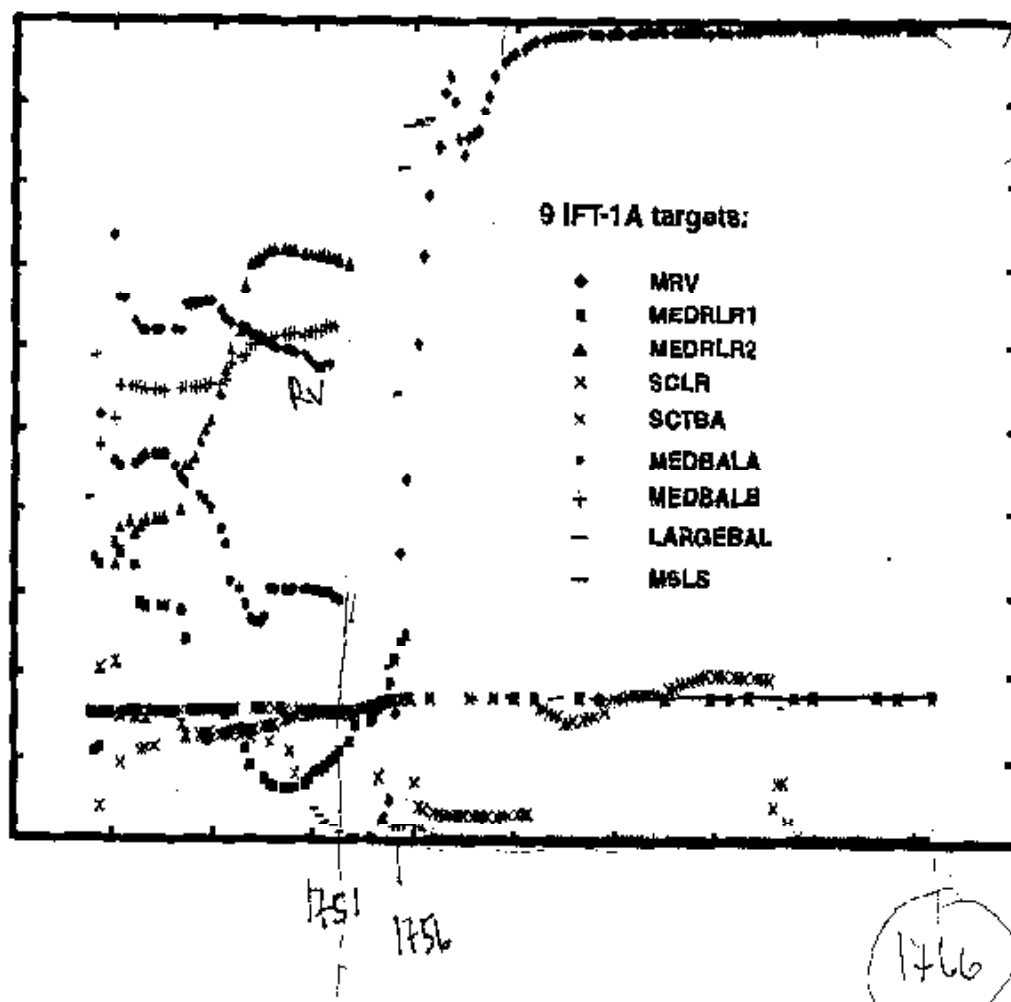 9 IFT-1A targets:
MRV
MEDRLR1
MEDRLR2
SCLR
SCTBA
MEDBALA
MEDBALB
LARGEBAL
MSLS
RV
1751
1756
1766